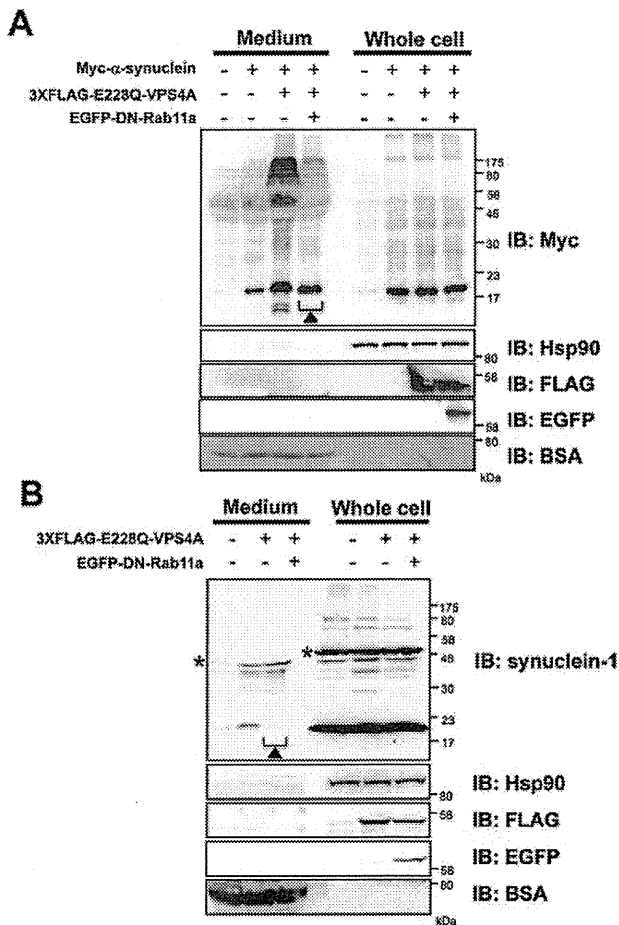 A
Medium Whole cell
Myc-α-synuclein - + + + - + + +
3XFLAG-E228Q-VPS4A - - + + - - + +
EGFP-DN-Rab11a - - - + - - - +
175
80
58
46
30
23
17
IB: Myc
80
IB: Hsp90
58
IB: FLAG
58
IB: EGFP
80
IB: BSA
kDa
B
Medium Whole cell
3XFLAG-E228Q-VPS4A - + + - + +
EGFP-DN-Rab11a - - + - - +
175
80
58
* * 46
30
23
17
IB: synuclein-1
80
IB: Hsp90
58
IB: FLAG
58
IB: EGFP
80
IB: BSA
kDa